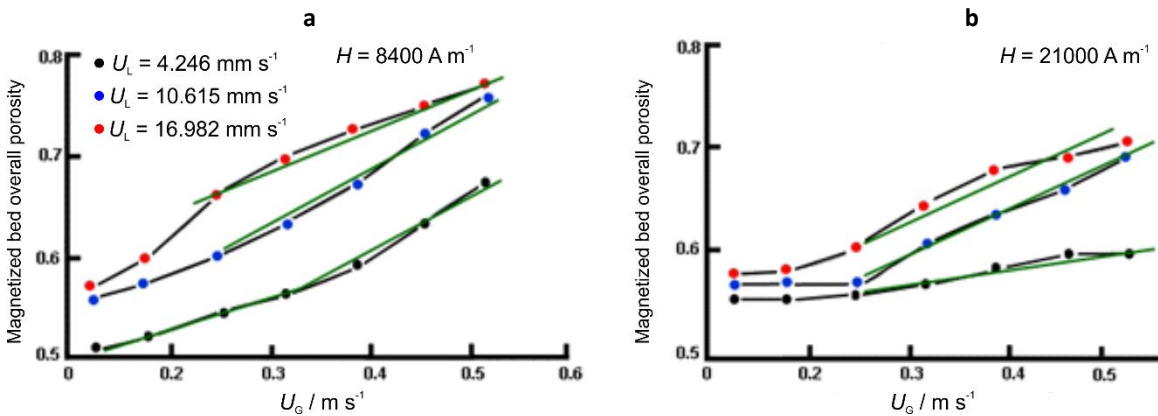 a
H = 8400 A m⁻¹
U_L = 4.246 mm s⁻¹
U_L = 10.615 mm s⁻¹
U_L = 16.982 mm s⁻¹
Magnetized bed overall porosity
0.8
0.7
0.6
0.5
0 0.2 0.3 0.4 0.5 0.6
U_G / m s⁻¹
b
H = 21000 A m⁻¹
Magnetized bed overall porosity
0.8
0.7
0.6
0.5
0 0.2 0.3 0.4 0.5
U_G / m s⁻¹